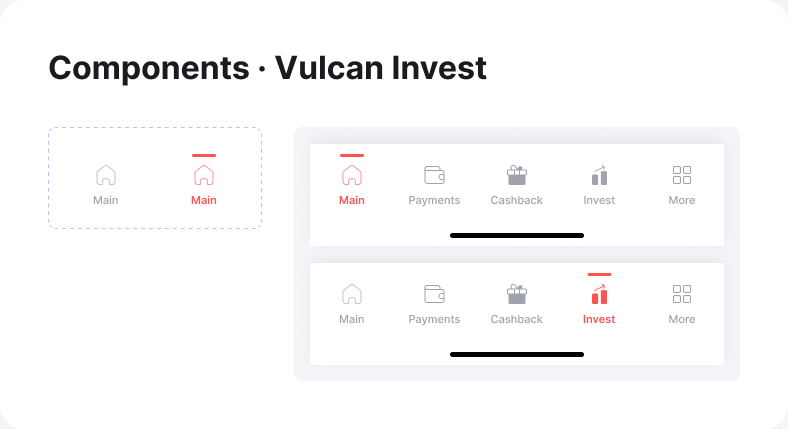 Components · Vulcan Invest
Main Main
Main Payments Cashback Invest More
Main Payments Cashback Invest More